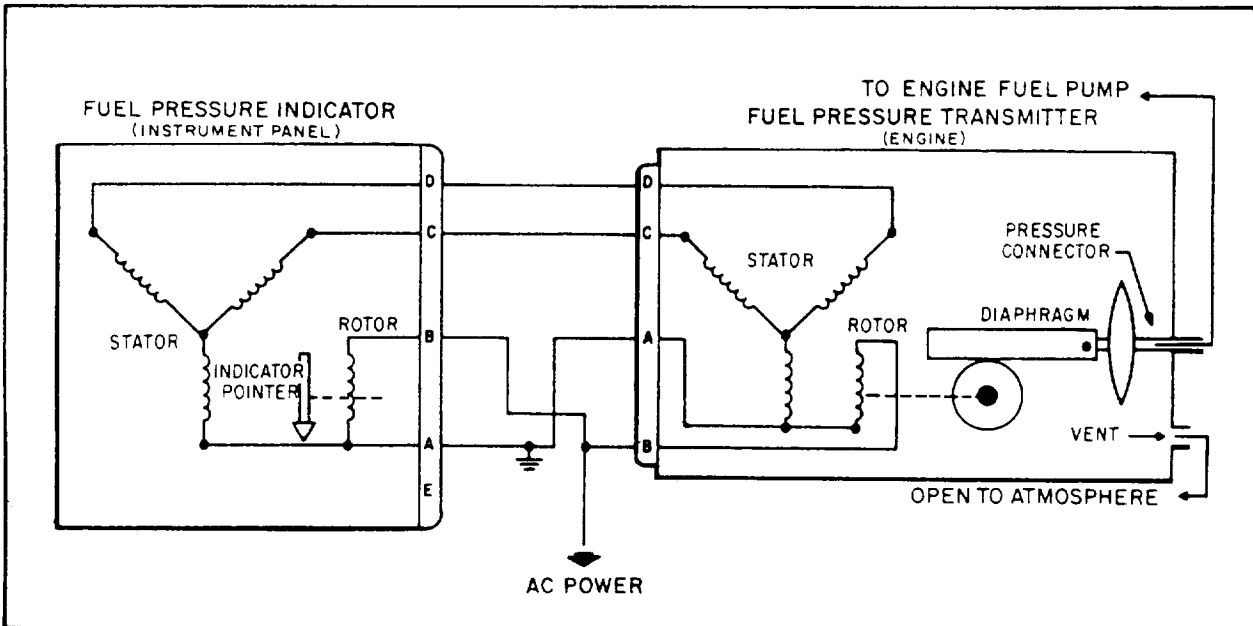 TO ENGINE FUEL PUMP
FUEL PRESSURE INDICATOR
(INSTRUMENT PANEL)
FUEL PRESSURE TRANSMITTER
(ENGINE)
D
D
C
C
PRESSURE
CONNECTOR
STATOR
DIAPHRAGM
STATOR
ROTOR
B
A
ROTOR
INDICATOR
POINTER
VENT
A
B
E
OPEN TO ATMOSPHERE
AC POWER